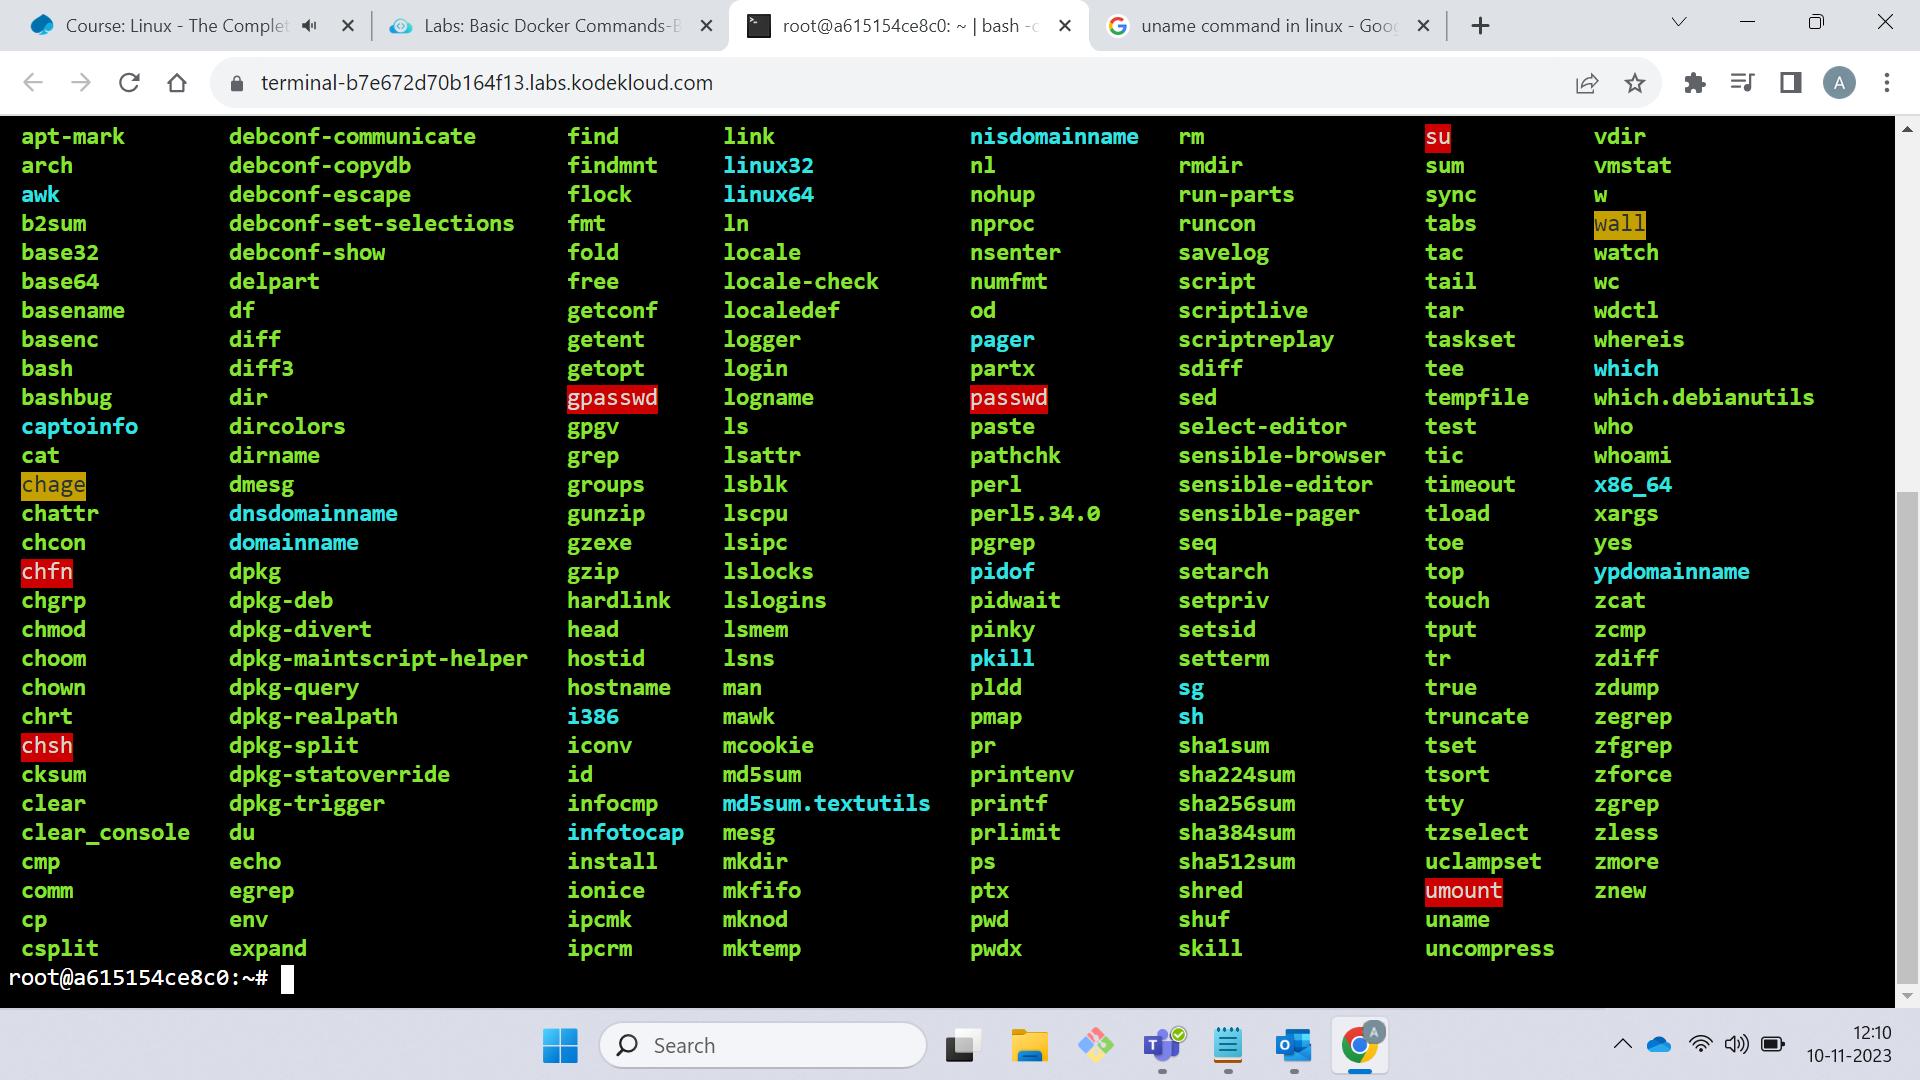 Course: Linux - The Complet
Labs: Basic Docker Commands-B
root@a615154ce8c0: ~ | bash -c
uname command in linux - Goog
terminal-b7e672d70b164f13.labs.kodekloud.com
A
apt-mark debconf-communicate find link nisdomainname rm su vdir
arch debconf-copydb findmnt linux32 nl rmdir sum vmstat
awk debconf-escape flock linux64 nohup run-parts sync w
b2sum debconf-set-selections fmt ln nproc runcon tabs wall
base32 debconf-show fold locale nsenter savelog tac watch
base64 delpart free locale-check numfmt script tail wc
basename df getconf localedef od scriptlive tar wdctl
basenc diff getent logger pager scriptreplay taskset whereis
bash diff3 getopt login partx sdiff tee which
bashbug dir gpasswd logname passwd sed tempfile which.debianutils
captoinfo dircolors gpgv ls paste select-editor test who
cat dirname grep lsattr pathchk sensible-browser tic whoami
chage dmesg groups lsblk perl sensible-editor timeout x86_64
chattr dnsdomainname gunzip lscpu perl5.34.0 sensible-pager tload xargs
chcon domainname gzexe lsipc pgrep seq toe yes
chfn dpkg gzip lslocks pidof setarch top ypdomainname
chgrp dpkg-deb hardlink lslogins pidwait setpriv touch zcat
chmod dpkg-divert head lsmem pinky setsid tput zcmp
choom dpkg-maintscript-helper hostid lsns pkill setterm tr zdiff
chown dpkg-query hostname man pldd sg true zdump
chrt dpkg-realpath i386 mawk pmap sh truncate zegrep
chsh dpkg-split iconv mcookie pr sha1sum tset zfgrep
cksum dpkg-statoverride id md5sum printenv sha224sum tsort zforce
clear dpkg-trigger infocmp md5sum.textutils printf sha256sum tty zgrep
clear_console du infotocap mesg prlimit sha384sum tzselect zless
cmp echo install mkdir ps sha512sum uclampset zmore
comm egrep ionice mkfifo ptx shred umount znew
cp env ipcmk mknod pwd shuf uname
csplit expand ipcrm mktemp pwdx skill uncompress
root@a615154ce8c0:~#
Search
12:10
10-11-2023